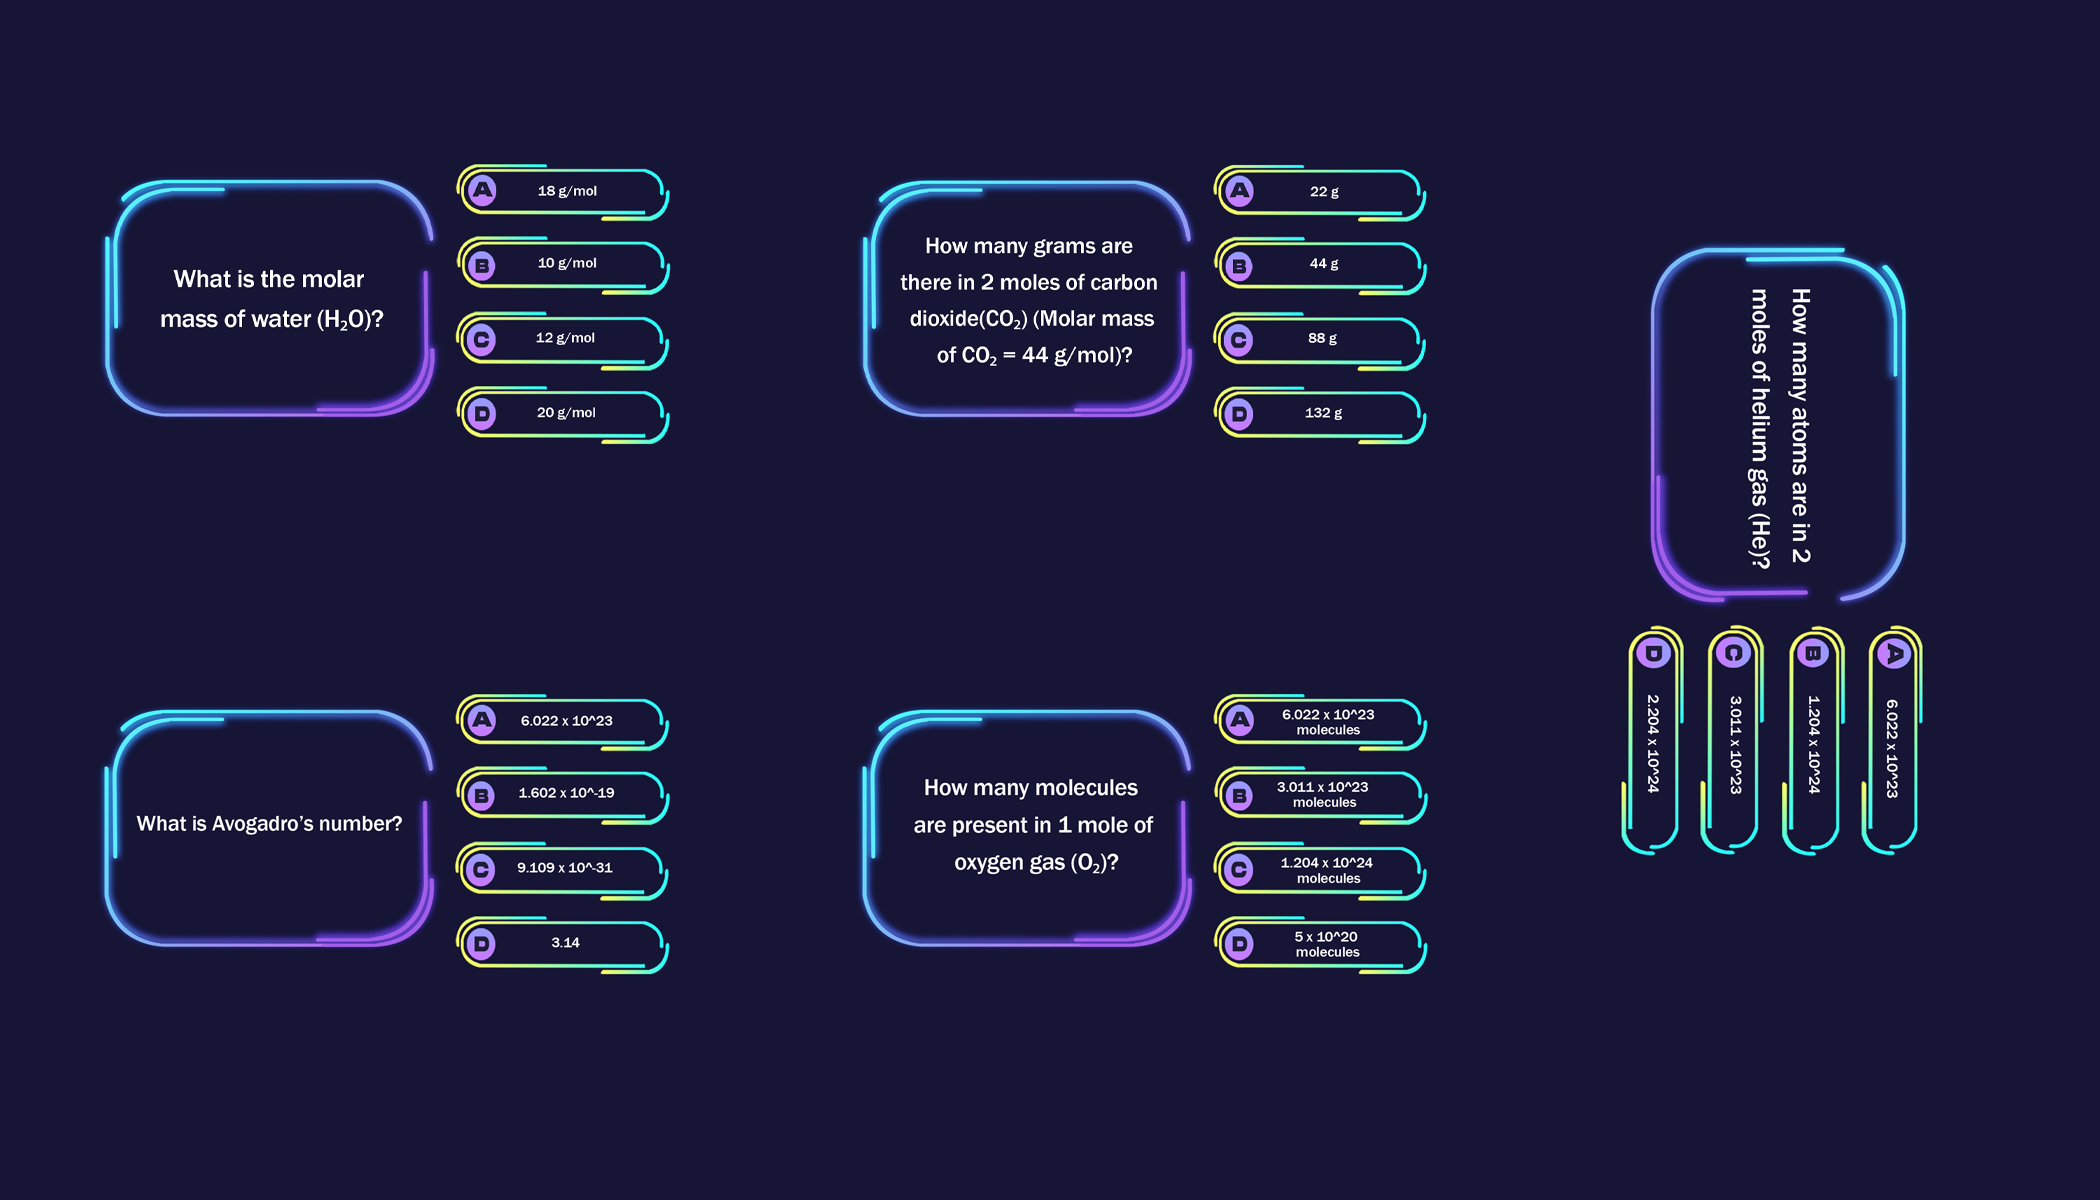 What is the molar
mass of water (H₂O)?
A
18 g/mol
B
10 g/mol
C
12 g/mol
D
20 g/mol
How many grams are
there in 2 moles of carbon
dioxide(CO₂) (Molar mass
of CO₂ = 44 g/mol)?
A
22 g
B
44 g
C
88 g
D
132 g
How many atoms are in 2
moles of helium gas (He)?
A
6.022 x 10^23
B
1.204 x 10^24
C
3.011 x 10^23
D
2.204 x 10^24
What is Avogadro’s number?
A
6.022 x 10^23
B
1.602 x 10^-19
C
9.109 x 10^-31
D
3.14
How many molecules
are present in 1 mole of
oxygen gas (O₂)?
A
6.022 x 10^23
molecules
B
3.011 x 10^23
molecules
C
1.204 x 10^24
molecules
D
5 x 10^20
molecules